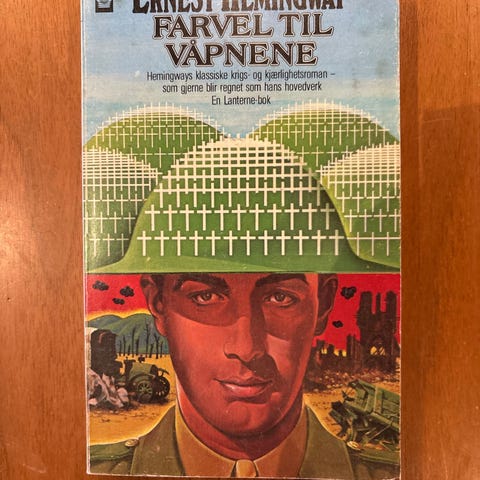 ERNEST HEMINGWAY
FARVEL TIL
VÅPNENE
Hemingways klassiske krigs- og kjærlighetsroman –
som gjerne blir regnet som hans hovedverk
En Lanterne-bok